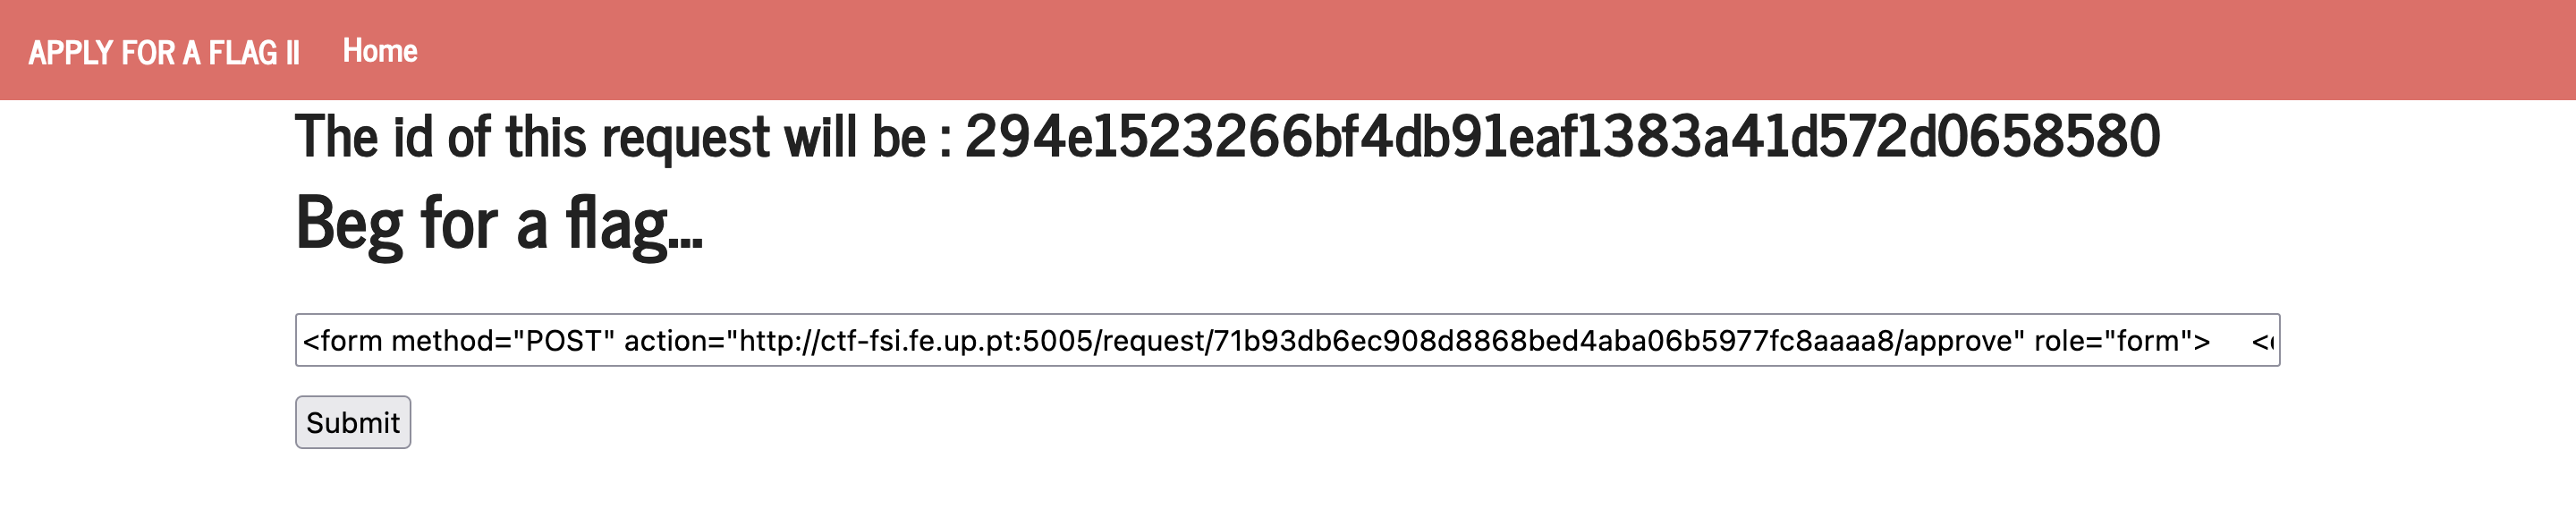 APPLY FOR A FLAG II Home
The id of this request will be : 294e1523266bf4db91eaf1383a41d572d0658580
Beg for a flag...
<form method="POST" action="http://ctf-fsi.fe.up.pt:5005/request/71b93db6ec908d8868bed4aba06b5977fc8aaaa8/approve" role="form"> <
Submit